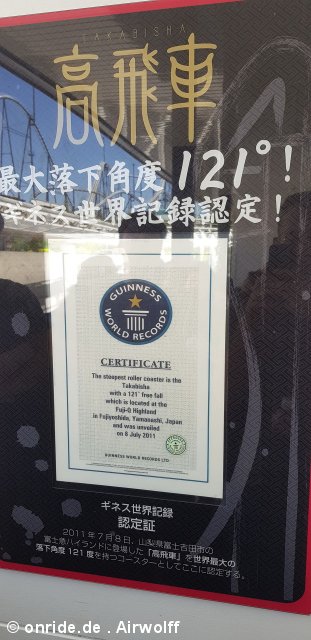 TAKABISHA
高飛車
最大落下角度 121°!
ギネス世界記録認定!
GUINNESS
WORLD RECORDS
CERTIFICATE
The steepest roller coaster is the
Takabisha
with a 121° free fall
which is located at the
Fuji-Q Highland
in Fujiyoshida, Yamanashi, Japan
and was unveiled
on 8 July 2011
GUINNESS WORLD RECORDS LTD
ギネス世界記録
認定証
2011年7月8日、山梨県富士吉田市の
富士急ハイランドに登場した「高飛車」を世界最大の
落下角度121度を持つコースターとしてここに認定する。
© onride.de . Airwolff